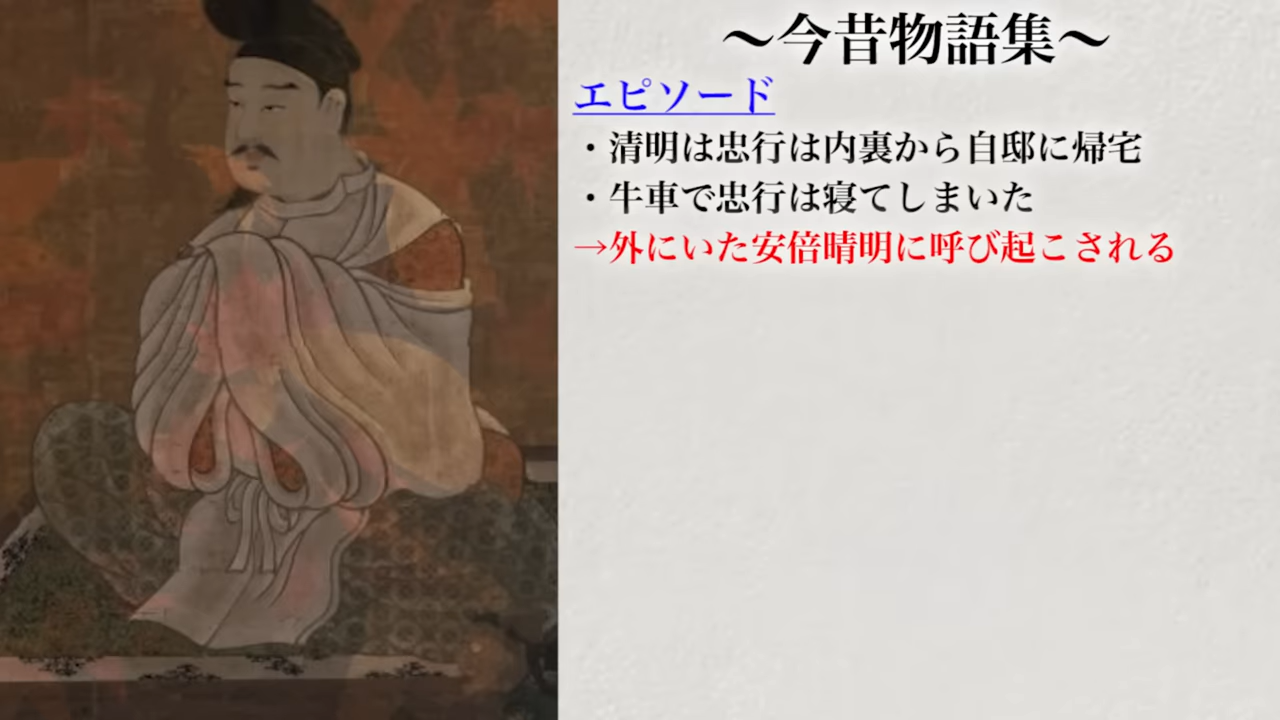 〜今昔物語集〜
エピソード
・清明は忠行は内裏から自邸に帰宅
・牛車で忠行は寝てしまいた
→外にいた安倍晴明に呼び起こされる